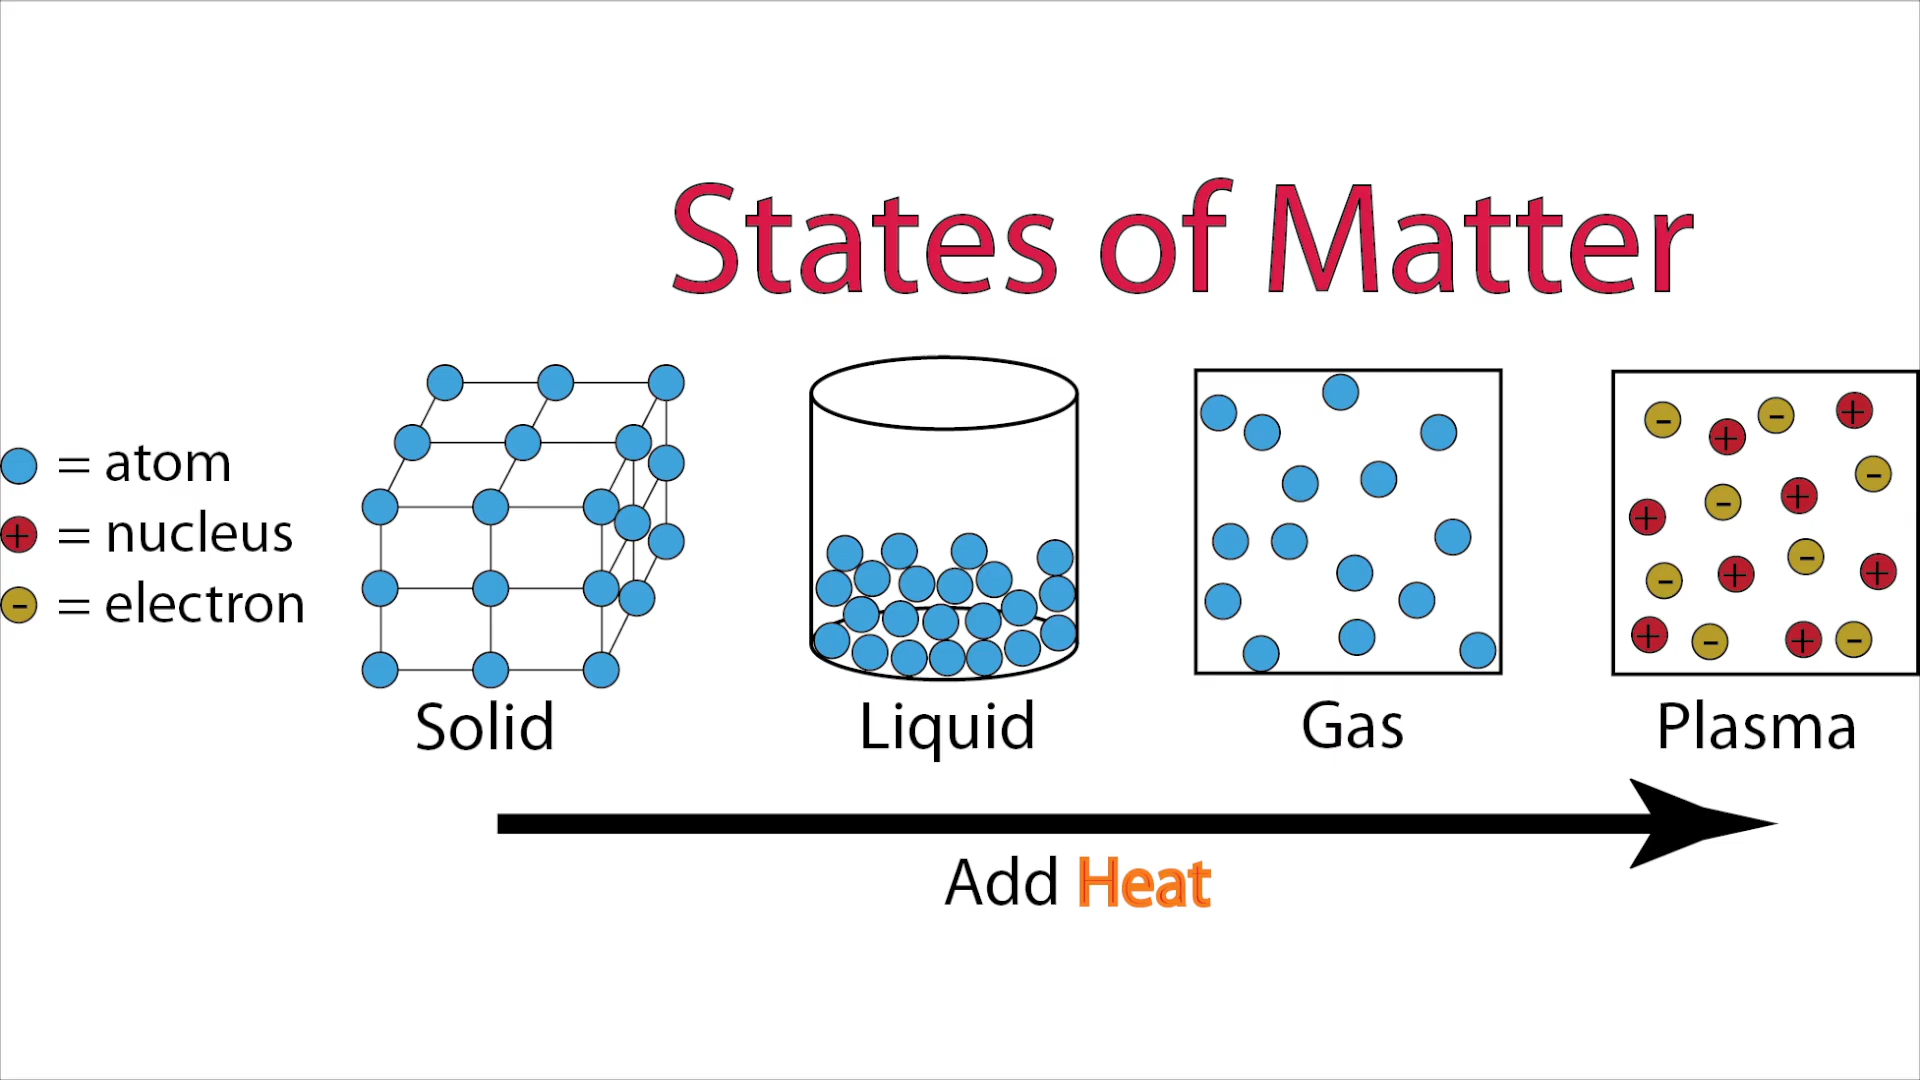 States of Matter
= atom
+ = nucleus
- = electron
Solid
Liquid
Gas
Plasma
Add Heat